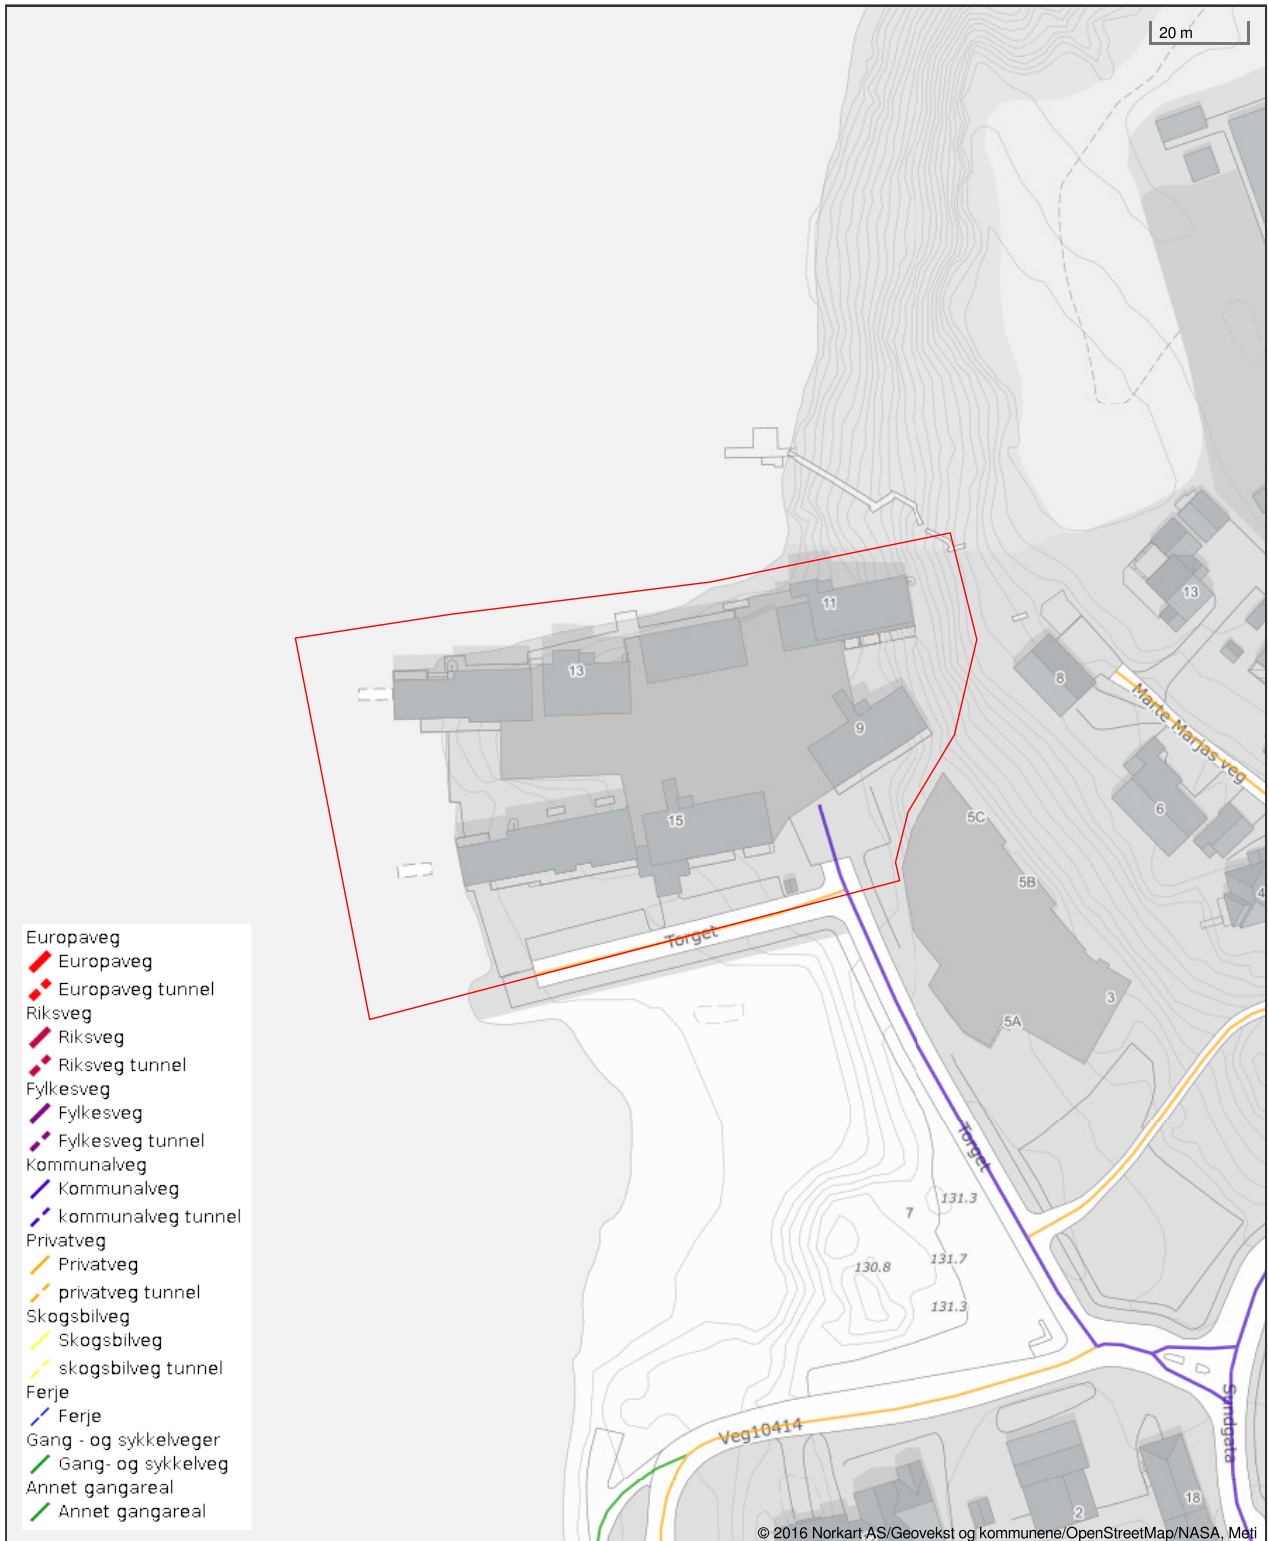 20 m
11
13
13
8
9
Marte Marjas veg
6
15
5C
5B
4
Torget
3
5A
Europaveg
Europaveg
Europaveg tunnel
Riksveg
Riksveg
Riksveg tunnel
Fylkesveg
Fylkesveg
Fylkesveg tunnel
Kommunalveg
Kommunalveg
kommunalveg tunnel
Privatveg
Privatveg
privatveg tunnel
Skogsbilveg
Skogsbilveg
skogsbilveg tunnel
Ferje
Ferje
Gang - og sykkelveger
Gang- og sykkelveg
Annet gangareal
Annet gangareal
Torget
131.3
7
131.7
130.8
131.3
Veg10414
Sundgata
2
18
© 2016 Norkart AS/Geovekst og kommunene/OpenStreetMap/NASA, Meti